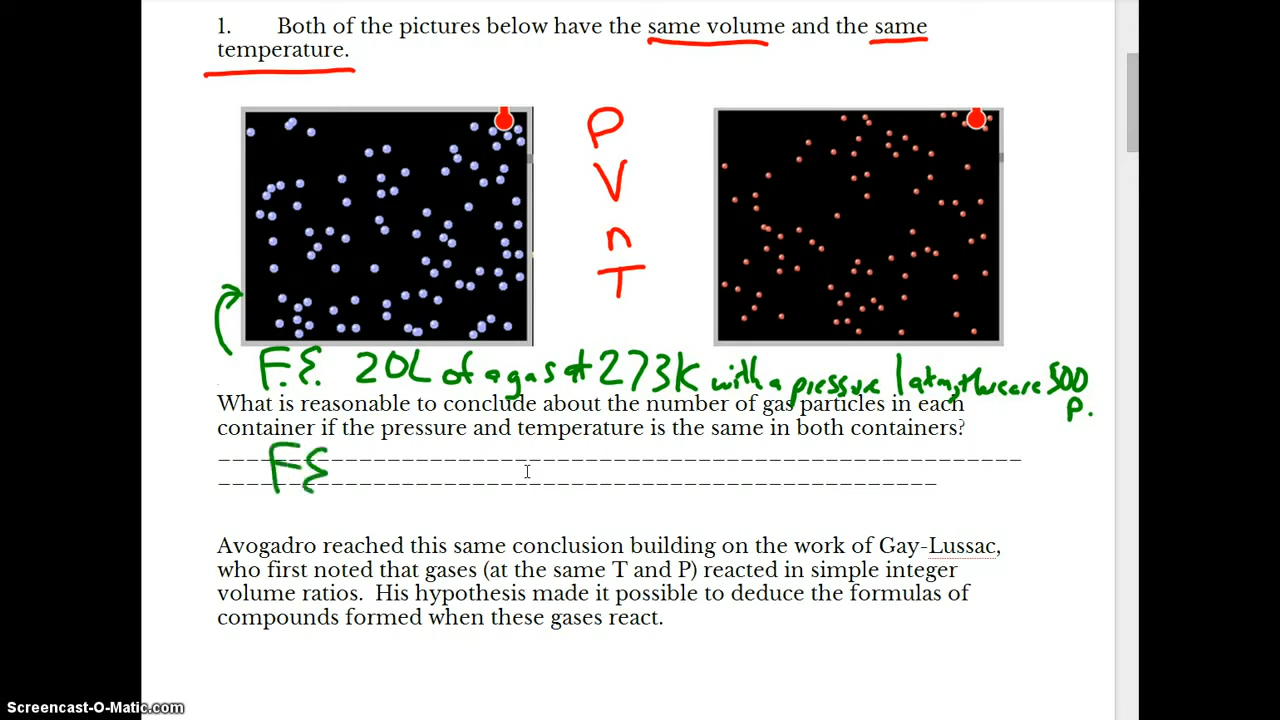 1. Both of the pictures below have the same volume and the same
temperature.
P
V
n
T
F.E. 20L of a gas at 273K with a pressure 1 atm, there are 500
P.
What is reasonable to conclude about the number of gas particles in each
container if the pressure and temperature is the same in both containers?
FE
Avogadro reached this same conclusion building on the work of Gay-Lussac,
who first noted that gases (at the same T and P) reacted in simple integer
volume ratios. His hypothesis made it possible to deduce the formulas of
compounds formed when these gases react.
Screencast-O-Matic.com